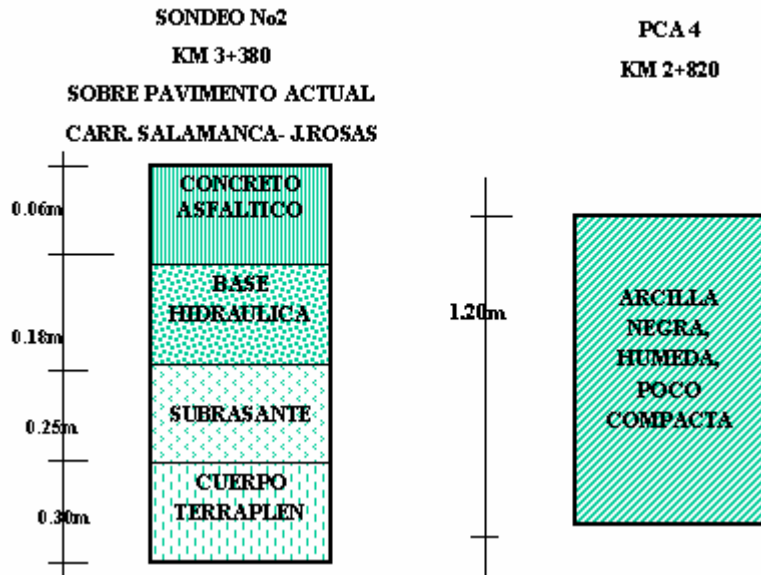 SONDEO No2
KM 3+380
SOBRE PAVIMENTO ACTUAL
CARR. SALAMANCA- J.ROSAS
0.06m
CONCRETO
ASFALTICO
0.18m
BASE
HIDRAULICA
0.25m
SUBRASANTE
0.30m
CUERPO
TERRAPLEN
PCA 4
KM 2+820
1.20m
ARCILLA
NEGRA,
HUMEDA,
POCO
COMPACTA